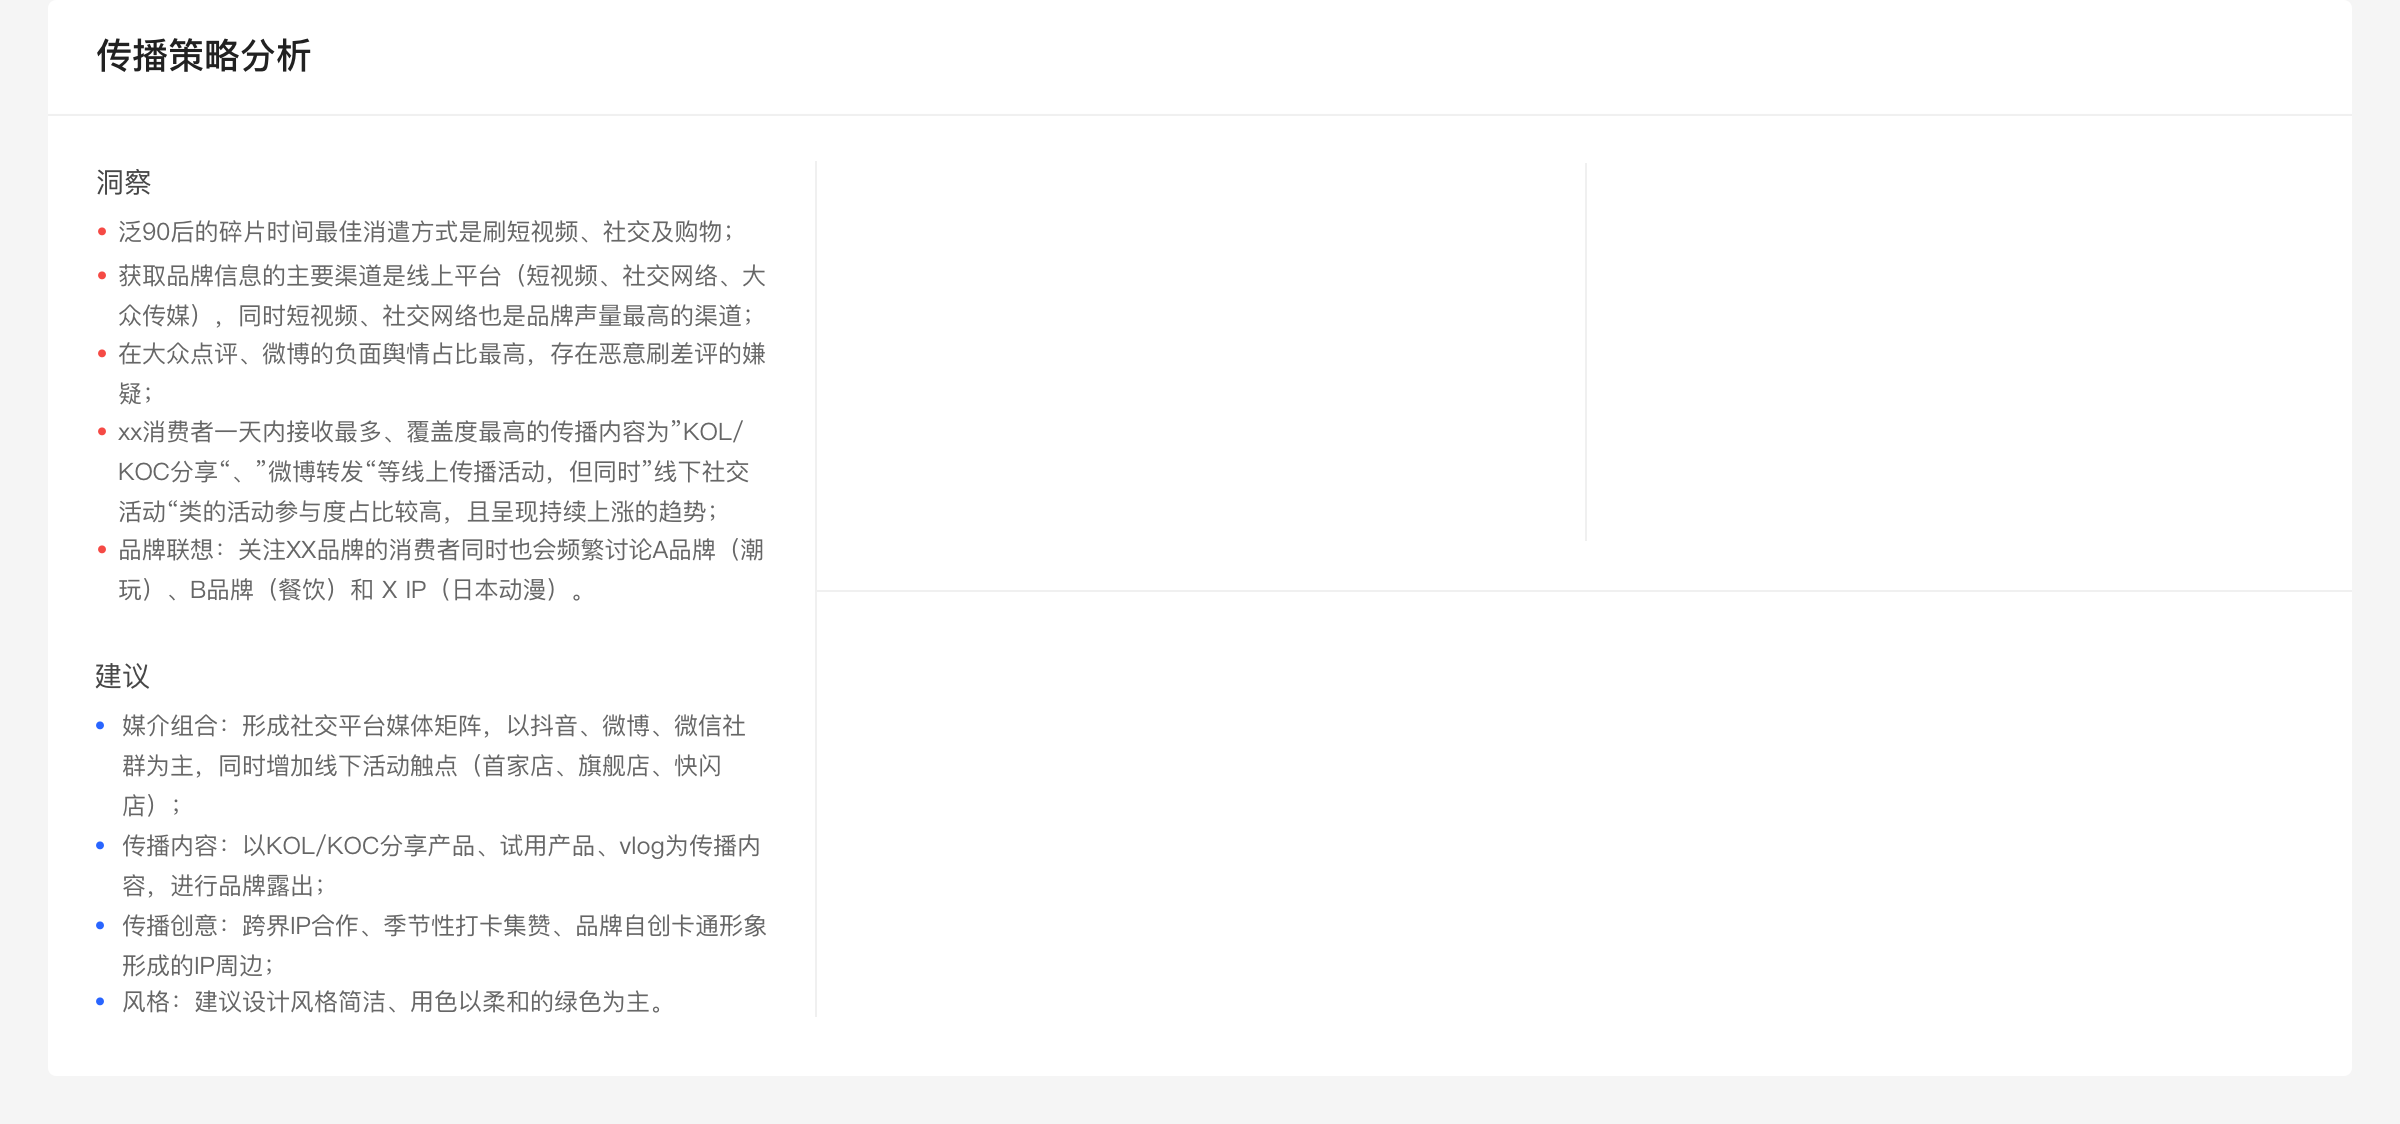 传播策略分析
洞察
泛90后的碎片时间最佳消遣方式是刷短视频、社交及购物；
获取品牌信息的主要渠道是线上平台（短视频、社交网络、大
众传媒），同时短视频、社交网络也是品牌声量最高的渠道；
在大众点评、微博的负面舆情占比最高，存在恶意刷差评的嫌
疑；
xx消费者一天内接收最多、覆盖度最高的传播内容为”KOL/
KOC分享“、”微博转发“等线上传播活动，但同时”线下社交
活动“类的活动参与度占比较高，且呈现持续上涨的趋势；
品牌联想：关注XX品牌的消费者同时也会频繁讨论A品牌（潮
玩）、B品牌（餐饮）和 X IP（日本动漫）。
建议
媒介组合：形成社交平台媒体矩阵，以抖音、微博、微信社
群为主，同时增加线下活动触点（首家店、旗舰店、快闪
店）；
传播内容：以KOL/KOC分享产品、试用产品、vlog为传播内
容，进行品牌露出；
传播创意：跨界IP合作、季节性打卡集赞、品牌自创卡通形象
形成的IP周边；
风格：建议设计风格简洁、用色以柔和的绿色为主。